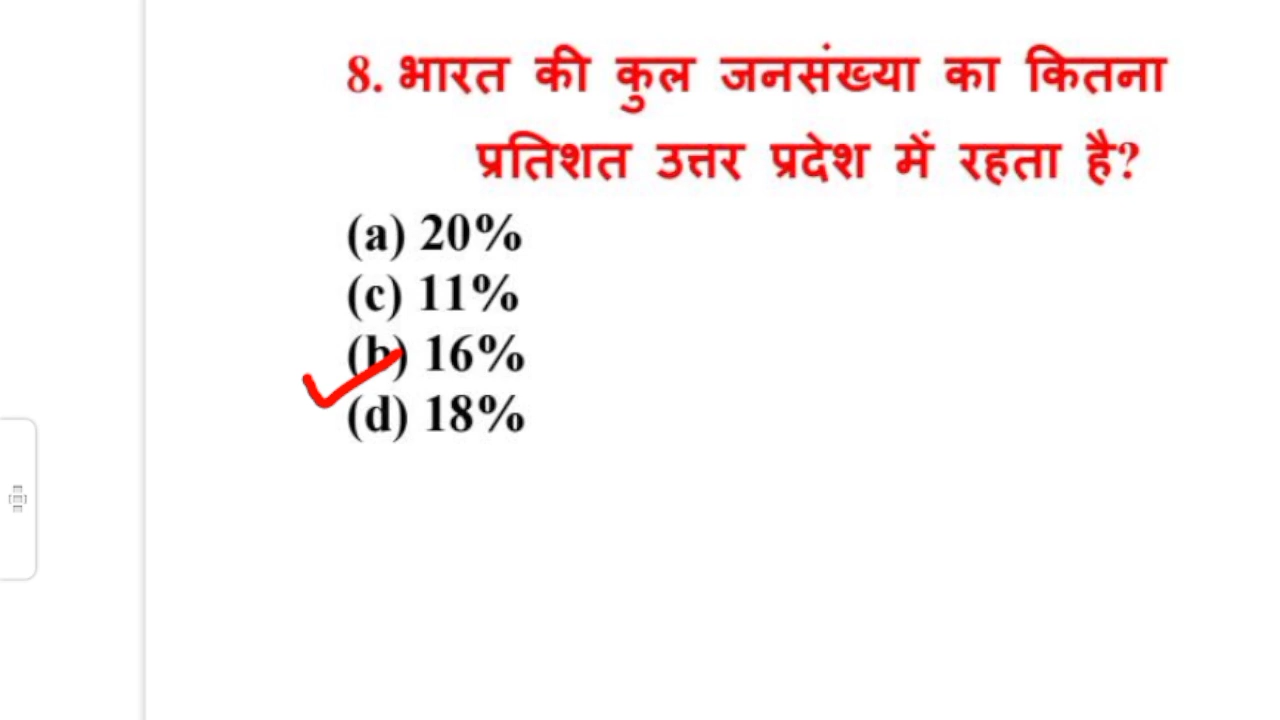 8. भारत की कुल जनसंख्या का कितना
प्रतिशत उत्तर प्रदेश में रहता है?
(a) 20%
(c) 11%
(b) 16%
(d) 18%